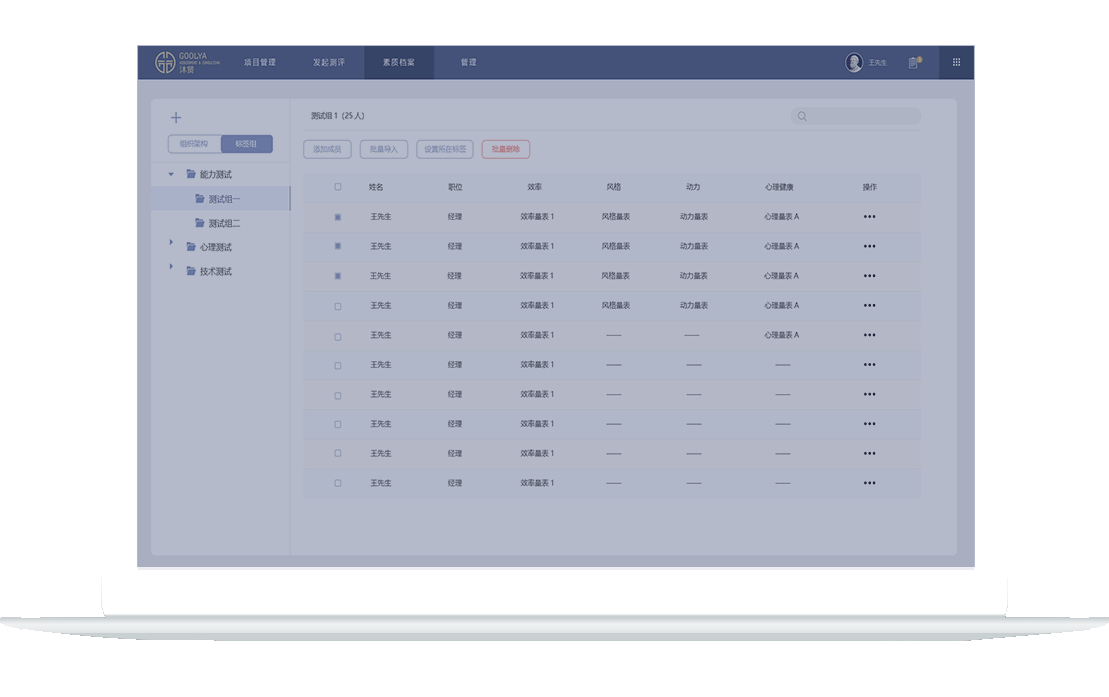 GOOLYA
沐贤
项目管理 发起测评 素质档案 管理 王先生
测试组 1 (25 人)
组织架构 标签组
添加成员 批量导入 设置所在标签 批量删除
能力测试
测试组一
测试组二
心理测试
技术测试
姓名 职位 效率 风格 动力 心理健康 操作
王先生 经理 效率量表 1 风格量表 动力量表 心理量表 A •••
王先生 经理 效率量表 1 风格量表 动力量表 心理量表 A •••
王先生 经理 效率量表 1 风格量表 动力量表 心理量表 A •••
王先生 经理 效率量表 1 风格量表 动力量表 心理量表 A •••
王先生 经理 效率量表 1 —— —— 心理量表 A •••
王先生 经理 效率量表 1 —— —— —— •••
王先生 经理 效率量表 1 —— —— —— •••
王先生 经理 效率量表 1 —— —— —— •••
王先生 经理 效率量表 1 —— —— —— •••
王先生 经理 效率量表 1 —— —— —— •••